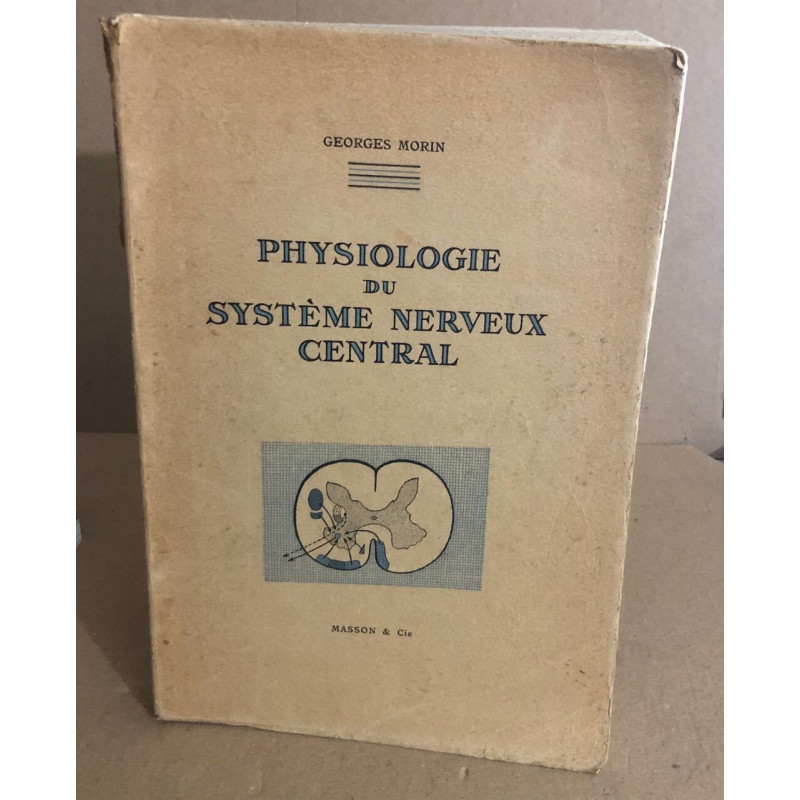 GEORGES MORIN
PHYSIOLOGIE
DU
SYSTÈME NERVEUX
CENTRAL
MASSON & Cie